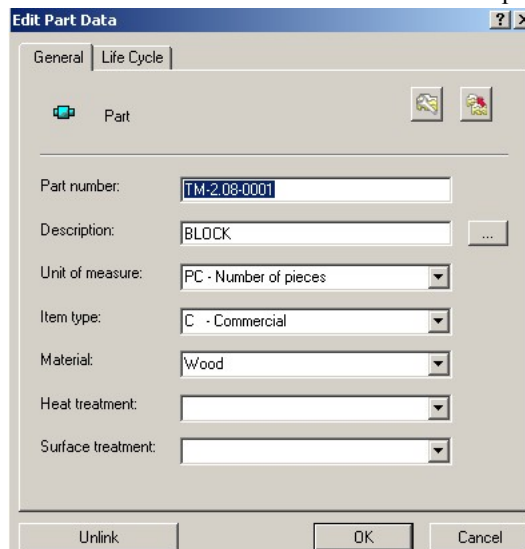 Edit Part Data
General Life Cycle
Part
Part number: TM-2.08-0001
Description: BLOCK ...
Unit of measure: PC - Number of pieces
Item type: C - Commercial
Material: Wood
Heat treatment:
Surface treatment:
Unlink OK Cancel